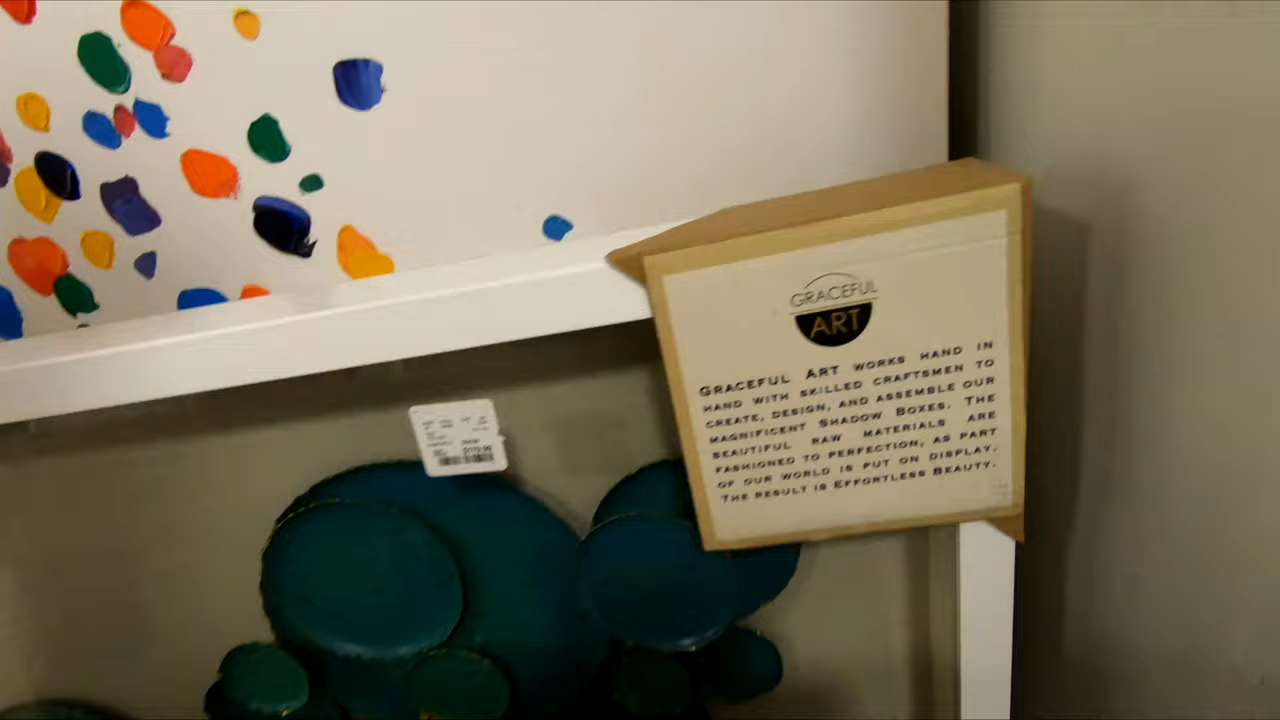 GRACEFUL
ART
GRACEFUL ART WORKS HAND IN
HAND WITH SKILLED CRAFTSMEN TO
CREATE, DESIGN, AND ASSEMBLE OUR
MAGNIFICENT SHADOW BOXES. THE
BEAUTIFUL RAW MATERIALS ARE
FASHIONED TO PERFECTION, AS PART
OF OUR WORLD IS PUT ON DISPLAY.
THE RESULT IS EFFORTLESS BEAUTY.